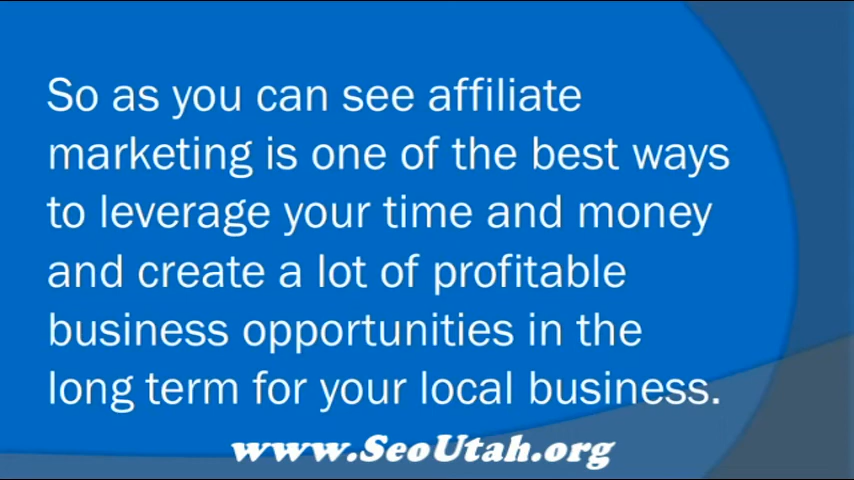 So as you can see affiliate
marketing is one of the best ways
to leverage your time and money
and create a lot of profitable
business opportunities in the
long term for your local business.
www.SeoUtah.org